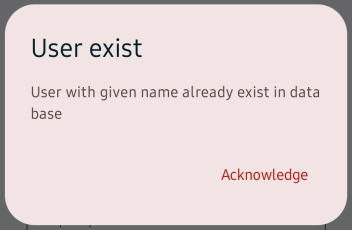 User exist
User with given name already exist in data
base
Acknowledge